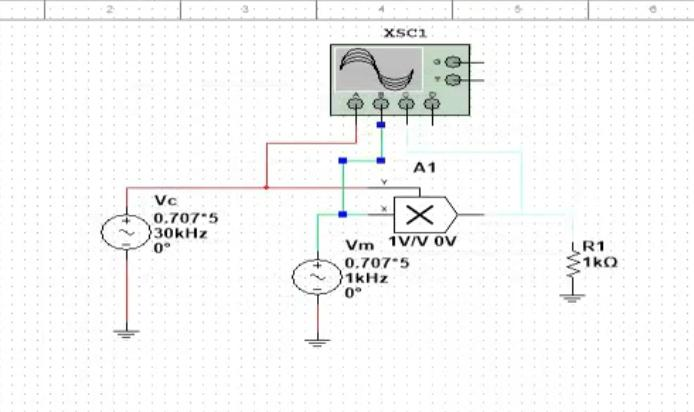 2 3 4 5 6
XSC1
G
T
A B C D
A1
Y
X
1V/V 0V
Vc
0.707*5
30kHz
0°
Vm
0.707*5
1kHz
0°
R1
1kΩ